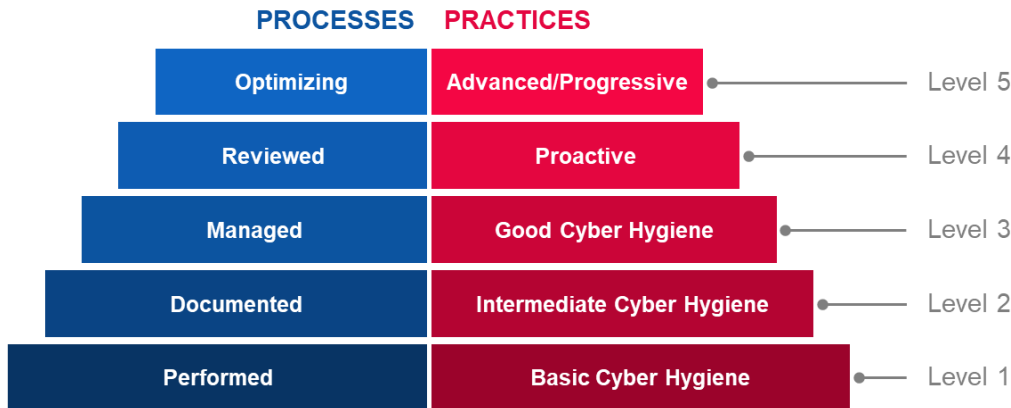 PROCESSES PRACTICES
Optimizing Advanced/Progressive Level 5
Reviewed Proactive Level 4
Managed Good Cyber Hygiene Level 3
Documented Intermediate Cyber Hygiene Level 2
Performed Basic Cyber Hygiene Level 1